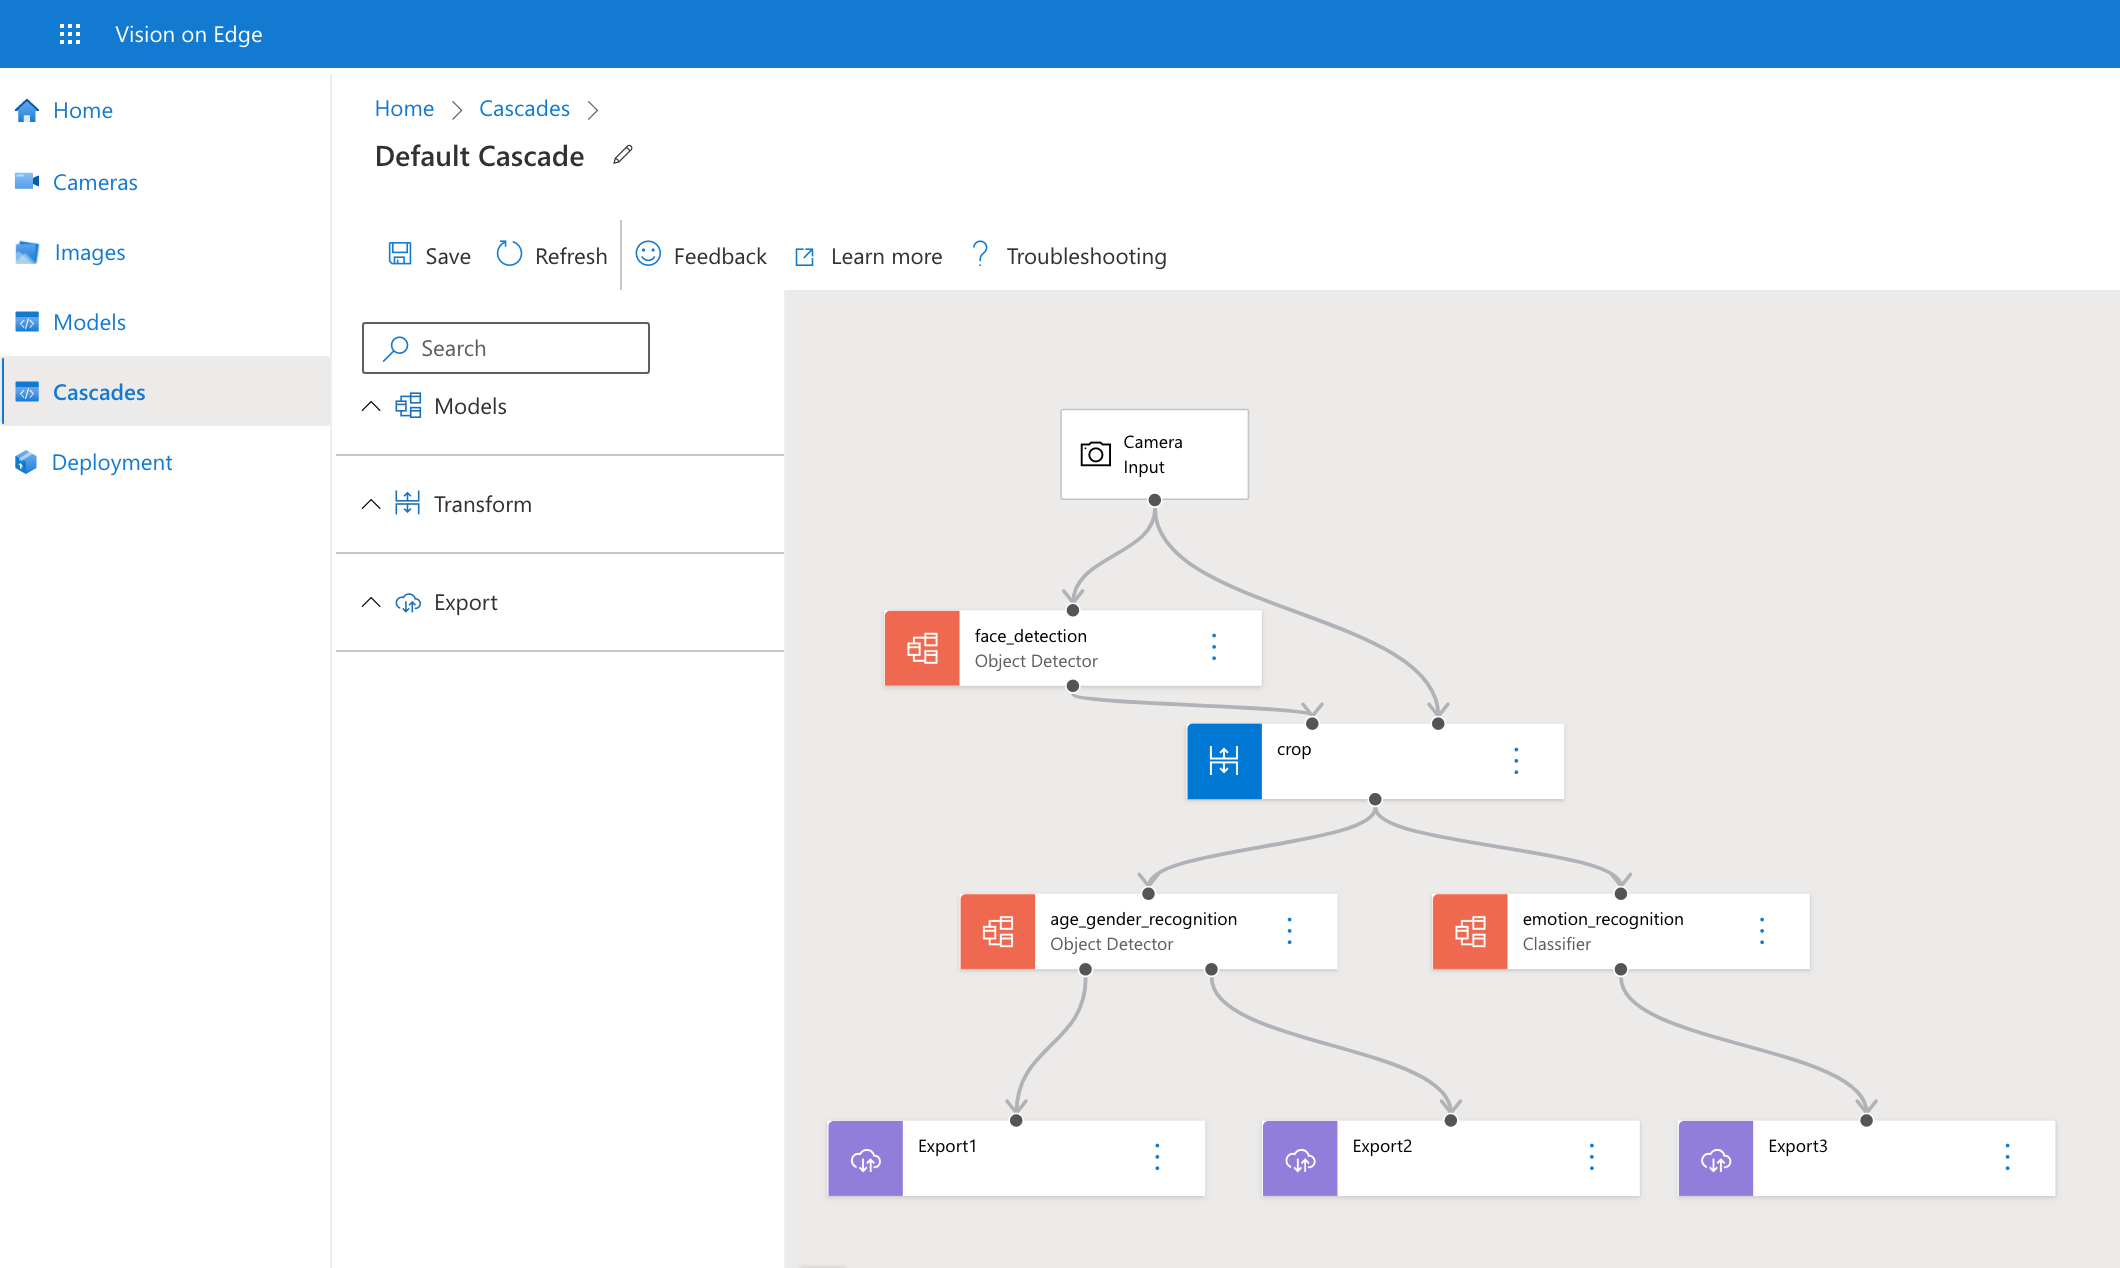 Vision on Edge
Home
Cameras
Images
Models
Cascades
Deployment
Home
Cascades
Default Cascade
Save
Refresh
Feedback
Learn more
? Troubleshooting
Search
Models
Transform
Export
Camera
Input
face_detection
Object Detector
crop
age_gender_recognition
Object Detector
emotion_recognition
Classifier
Export1
Export2
Export3